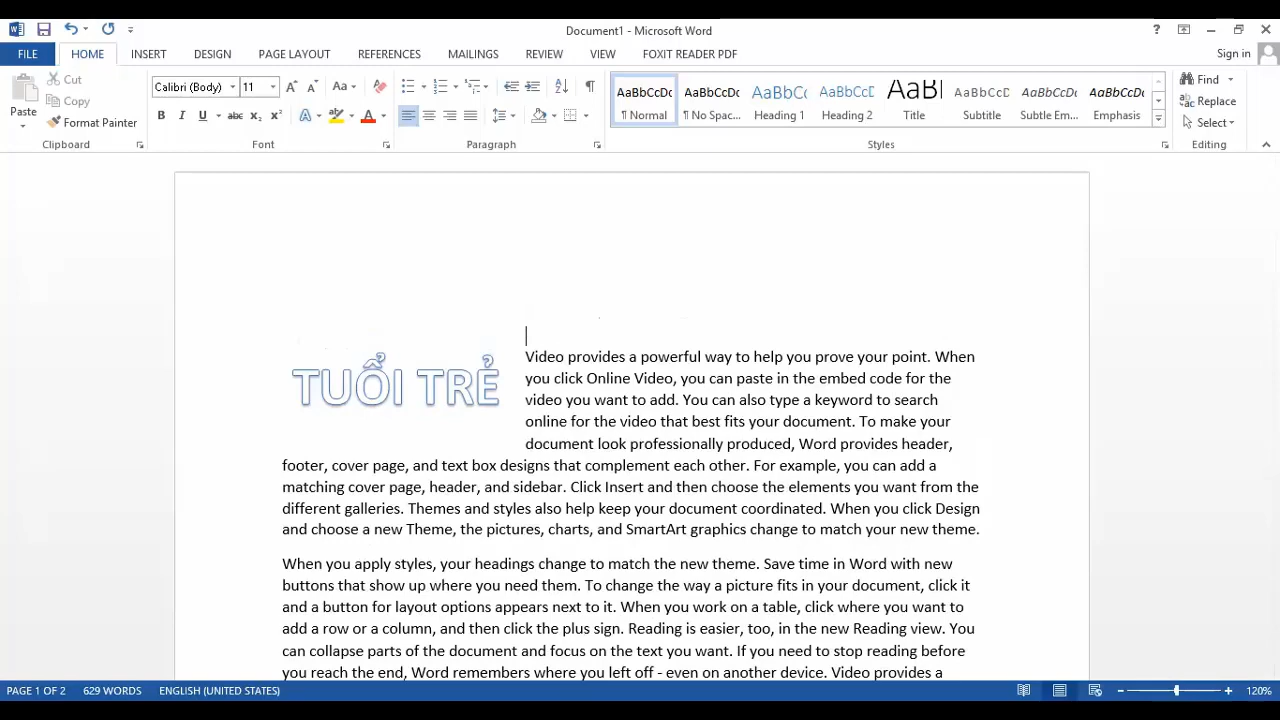 Document1 - Microsoft Word
FILE HOME INSERT DESIGN PAGE LAYOUT REFERENCES MAILINGS REVIEW VIEW FOXIT READER PDF Sign in
Paste
Cut
Copy
Format Painter
Calibri (Body) 11
AaBbCcDc AaBbCcDc AaBbCc AaBbCcD AaBl AaBbCcD AaBbCcDc AaBbCcDc
¶ Normal ¶ No Spac... Heading 1 Heading 2 Title Subtitle Subtle Em... Emphasis
Find
Replace
Select
Clipboard Font Paragraph Styles Editing
TUỔI TRẺ
Video provides a powerful way to help you prove your point. When
you click Online Video, you can paste in the embed code for the
video you want to add. You can also type a keyword to search
online for the video that best fits your document. To make your
document look professionally produced, Word provides header,
footer, cover page, and text box designs that complement each other. For example, you can add a
matching cover page, header, and sidebar. Click Insert and then choose the elements you want from the
different galleries. Themes and styles also help keep your document coordinated. When you click Design
and choose a new Theme, the pictures, charts, and SmartArt graphics change to match your new theme.
When you apply styles, your headings change to match the new theme. Save time in Word with new
buttons that show up where you need them. To change the way a picture fits in your document, click it
and a button for layout options appears next to it. When you work on a table, click where you want to
add a row or a column, and then click the plus sign. Reading is easier, too, in the new Reading view. You
can collapse parts of the document and focus on the text you want. If you need to stop reading before
you reach the end, Word remembers where you left off - even on another device. Video provides a
PAGE 1 OF 2 629 WORDS ENGLISH (UNITED STATES) 120%